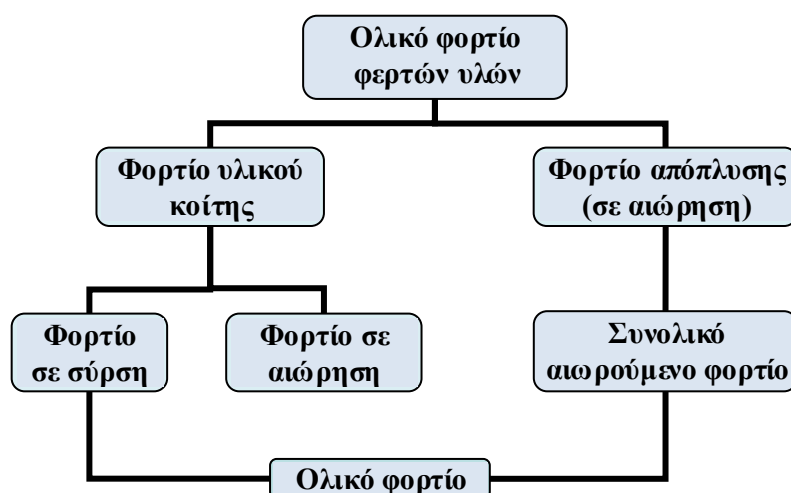 Ολικό φορτίο
φερτών υλών
Φορτίο υλικού
κοίτης
Φορτίο απόπλυσης
(σε αιώρηση)
Φορτίο
σε σύρση
Φορτίο σε
αιώρηση
Συνολικό
αιωρούμενο φορτίο
Ολικό φορτίο